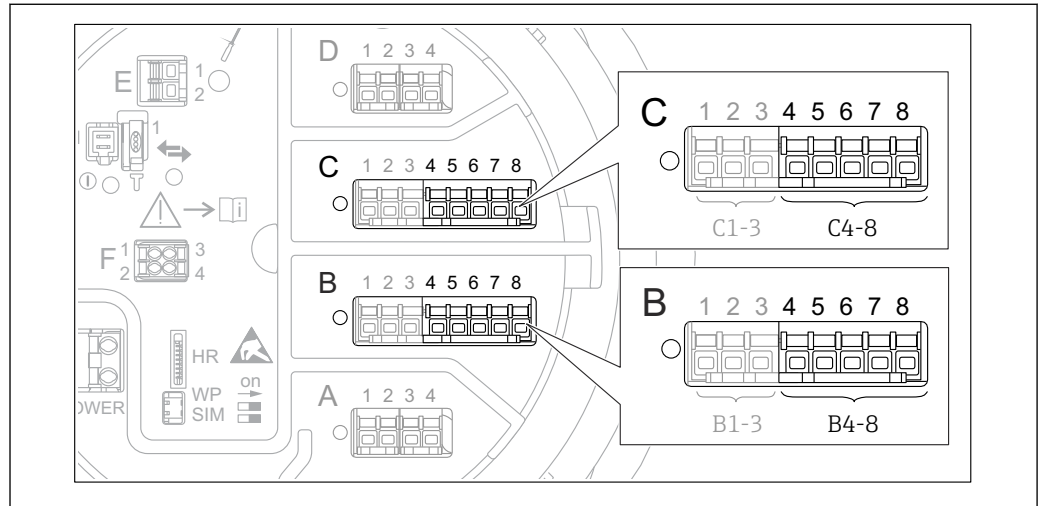 D 1 2 3 4
E 1
2
1
C 1 2 3 4 5 6 7 8
C 1 2 3 4 5 6 7 8
C1-3 C4-8
i
F 1 3
2 4
B 1 2 3 4 5 6 7 8
B 1 2 3 4 5 6 7 8
B1-3 B4-8
HR
WP on
SIM
OWER
A 1 2 3 4